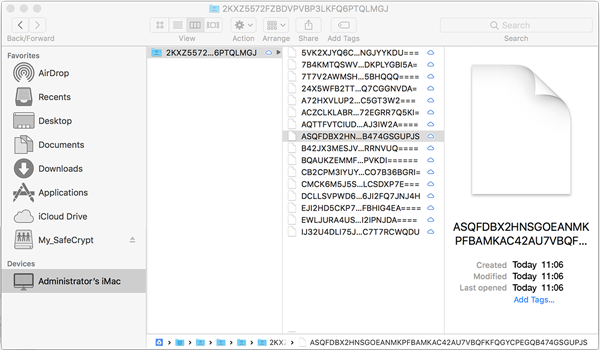 2KXZ5572FZBDVPVBP3LKFQ6PTQLMGJ
Back/Forward
View
Action
Arrange
Share
Add Tags
Search
Search
Favorites
AirDrop
Recents
Desktop
Documents
Downloads
Applications
iCloud Drive
My_SafeCrypt
Devices
Administrator's iMac
2KXZ5572...6PTQLMGJ
5VK2XJYQ6C...NGJYYKDU===
7B4KMTQSWV...DKPLYGBI5A=
7T7V2AWMSH...5BHQQQ====
24X5WFB2TT...Q7CGGNVDA=
A72HXVLUP2...C5GT3W2===
ACZCLKLABR...72EGRR7Q5KI=
AQTTFVTCIUD...AJ3IW2A====
ASQFDBX2HN...B474GSGUPJS
B42JX3MESJV...RRNVUQ====
BQAUKZEMMF...PVKDI======
CB2CPM3IYUY...CO7B36BGRI=
CMCK6M5J5S...LCSDXP7E===
DCLLSVPWD6...6JI2FQ7JNJ4H
EJI2HD5CKP7...FBHIG4EA====
EWLJURA4US...I2IPNJDA====
IJ32U4DLI75J...C7T7RCWQDU
ASQFDBX2HNSGOEANMK
PFBAMKAC42AU7VBQF...
Created Today 11:06
Modified Today 11:06
Last opened Today 11:06
Add Tags...
2KX
ASQFDBX2HNSGOEANMKPFBAMKAC42AU7VBQFKFQGYCPEGQB474GSGUPJS